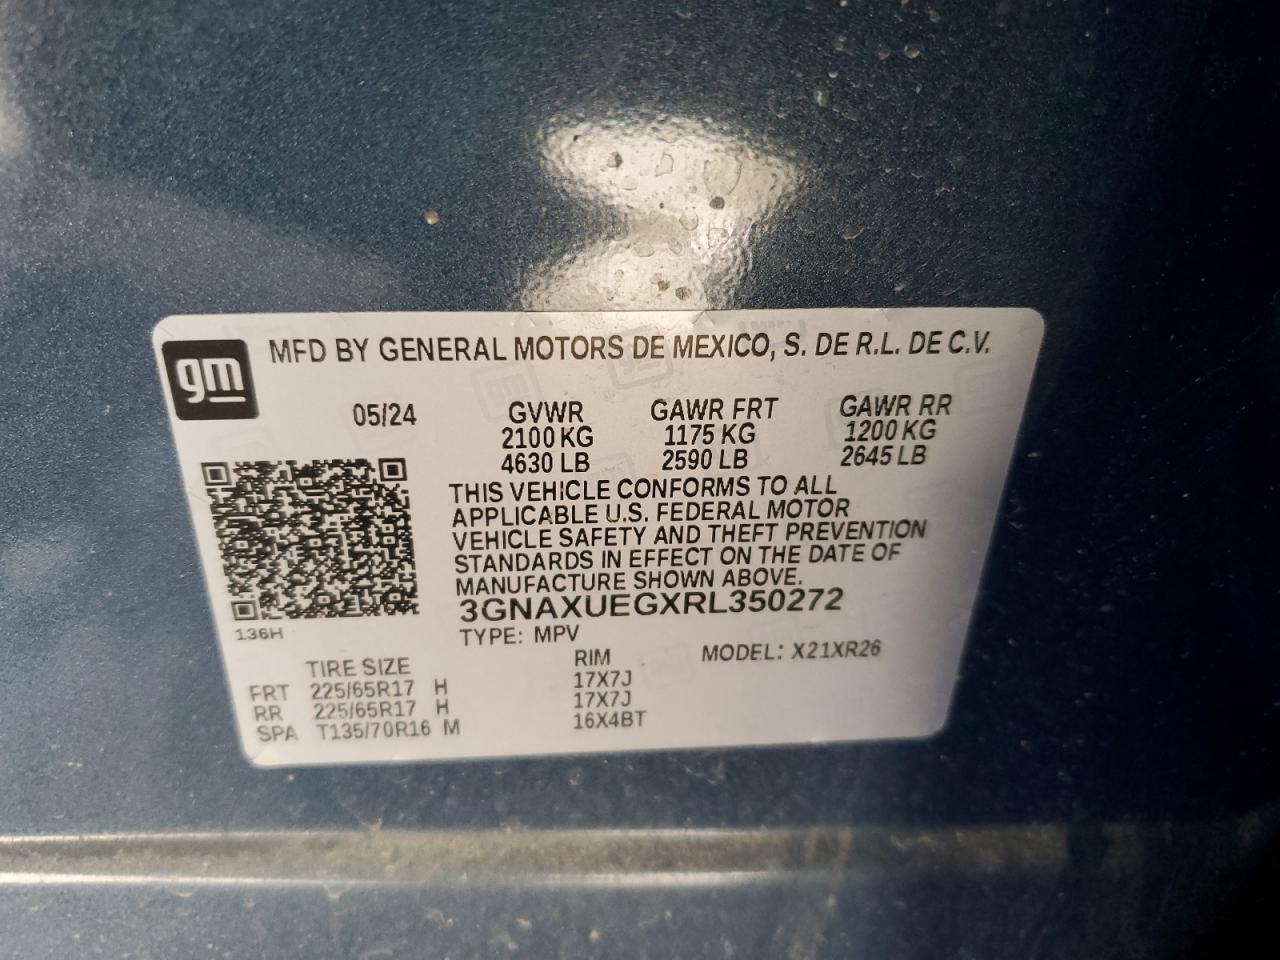 gm
MFD BY GENERAL MOTORS DE MEXICO, S. DE R.L. DE C.V.
05/24 GVWR GAWR FRT GAWR RR
2100 KG 1175 KG 1200 KG
4630 LB 2590 LB 2645 LB
THIS VEHICLE CONFORMS TO ALL
APPLICABLE U.S. FEDERAL MOTOR
VEHICLE SAFETY AND THEFT PREVENTION
STANDARDS IN EFFECT ON THE DATE OF
MANUFACTURE SHOWN ABOVE.
3GNAXUEGXRL350272
136H
TYPE: MPV MODEL: X21XR26
TIRE SIZE RIM
FRT 225/65R17 H 17X7J
RR 225/65R17 H 17X7J
SPA T135/70R16 M 16X4BT